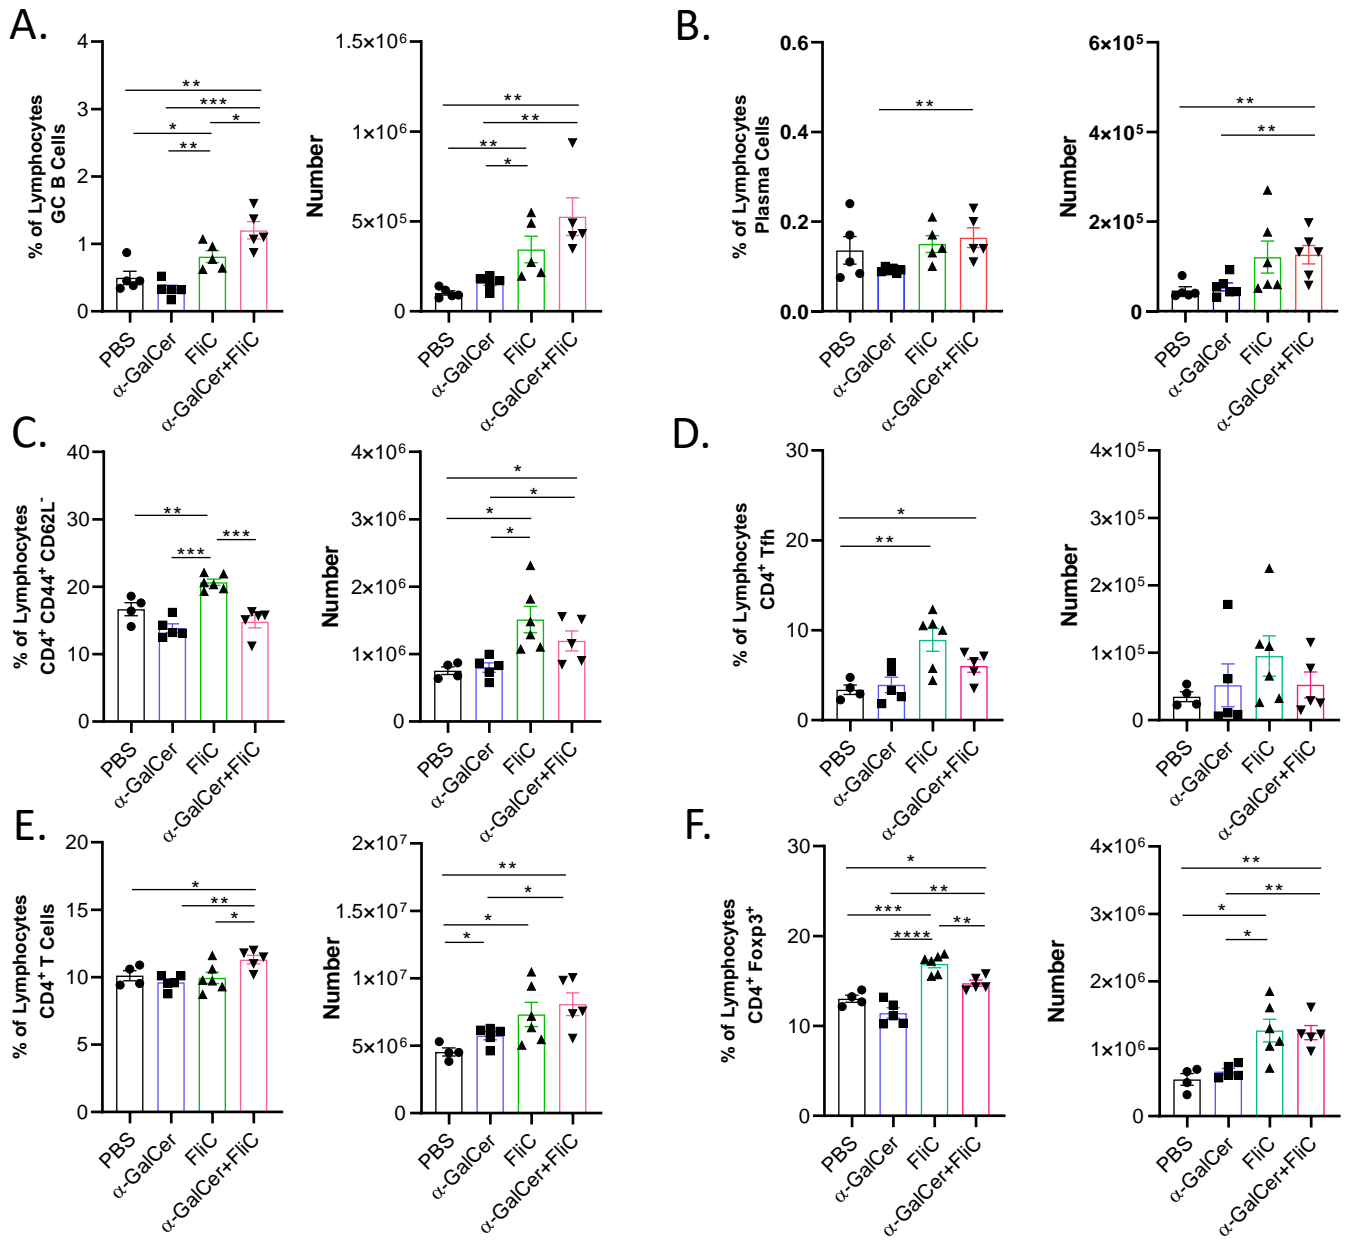 A.
% of Lymphocytes
GC B Cells
4
3
2
1
0
**
***
*
*
**
PBS
α-GalCer
FliC
α-GalCer+FliC
Number
1.5×10⁶
1×10⁶
5×10⁵
0
**
**
**
*
PBS
α-GalCer
FliC
α-GalCer+FliC
B.
% of Lymphocytes
Plasma Cells
0.6
0.4
0.2
0.0
**
PBS
α-GalCer
FliC
α-GalCer+FliC
Number
6×10⁵
4×10⁵
2×10⁵
0
**
**
PBS
α-GalCer
FliC
α-GalCer+FliC
C.
% of Lymphocytes
CD4⁺ CD44⁺ CD62L⁻
40
30
20
10
0
**
***
***
PBS
α-GalCer
FliC
α-GalCer+FliC
Number
4×10⁶
3×10⁶
2×10⁶
1×10⁶
0
*
*
*
*
PBS
α-GalCer
FliC
α-GalCer+FliC
D.
% of Lymphocytes
CD4⁺ Tfh
30
20
10
0
*
**
PBS
α-GalCer
FliC
α-GalCer+FliC
Number
4×10⁵
3×10⁵
2×10⁵
1×10⁵
0
PBS
α-GalCer
FliC
α-GalCer+FliC
E.
% of Lymphocytes
CD4⁺ T Cells
20
15
10
5
0
*
**
*
PBS
α-GalCer
FliC
α-GalCer+FliC
Number
2×10⁷
1.5×10⁷
1×10⁷
5×10⁶
0
**
*
*
*
PBS
α-GalCer
FliC
α-GalCer+FliC
F.
% of Lymphocytes
CD4⁺ Foxp3⁺
30
20
10
0
*
**
***
**
****
PBS
α-GalCer
FliC
α-GalCer+FliC
Number
4×10⁶
3×10⁶
2×10⁶
1×10⁶
0
**
**
*
*
PBS
α-GalCer
FliC
α-GalCer+FliC